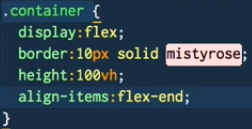 .container {
display:flex;
border:10px solid mistyrose;
height:100vh;
align-items:flex-end;
}